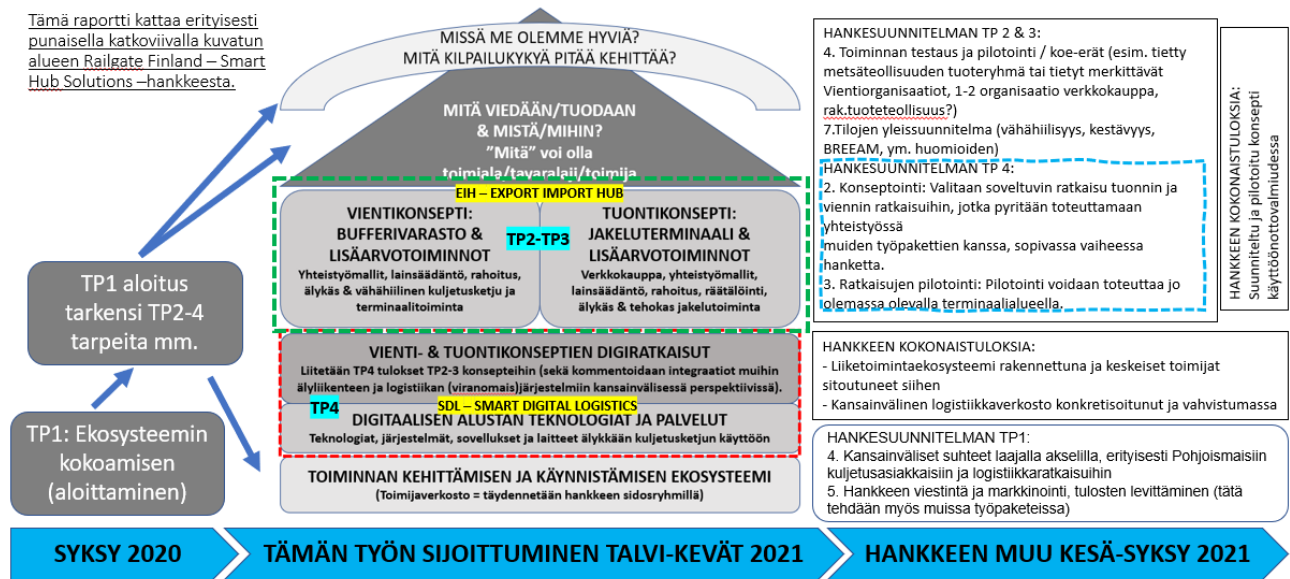 Tämä raportti kattaa erityisesti
punaisella katkoviivalla kuvatun
alueen Railgate Finland – Smart
Hub Solutions –hankkeesta.
MISSÄ ME OLEMME HYVIÄ?
MITÄ KILPAILUKYKYÄ PITÄÄ KEHITTÄÄ?
MITÄ VIEDÄÄN/TUODAAN
& MISTÄ/MIHIN?
”Mitä” voi olla
toimiala/tavaralaji/toimija
EIH – EXPORT IMPORT HUB
VIENTIKONSEPTI:
BUFFERIVARASTO &
LISÄARVOTOIMINNOT
Yhteistyömallit, lainsäädäntö, rahoitus,
älykäs & vähähiilinen kuljetusketju ja
terminaalitoiminta
TP2-TP3
TUONTIKONSEPTI:
JAKELUTERMINAALI &
LISÄARVOTOIMINNOT
Verkkokauppa, yhteistyömallit,
lainsäädäntö, rahoitus, räätälöinti,
älykäs & tehokas jakelutoiminta
VIENTI- & TUONTIKONSEPTIEN DIGIRATKAISUT
Liitetään TP4 tulokset TP2-3 konsepteihin (sekä kommentoidaan integraatiot muihin
älyliikenteen ja logistiikan (viranomais)järjestelmiin kansainvälisessä perspektiivissä).
TP4
SDL – SMART DIGITAL LOGISTICS
DIGITAALISEN ALUSTAN TEKNOLOGIAT JA PALVELUT
Teknologiat, järjestelmät, sovellukset ja laitteet älykkään kuljetusketjun käyttöön
TOIMINNAN KEHITTÄMISEN JA KÄYNNISTÄMISEN EKOSYSTEEMI
(Toimijaverkosto = täydennetään hankkeen sidosryhmillä)
TP1 aloitus
tarkensi TP2-4
tarpeita mm.
TP1: Ekosysteemin
kokoamisen
(aloittaminen)
HANKESUUNNITELMAN TP 2 & 3:
4. Toiminnan testaus ja pilotointi / koe-erät (esim. tietty
metsäteollisuuden tuoteryhmä tai tietyt merkittävät
Vientiorganisaatiot, 1-2 organisaatio verkkokauppa,
rak.tuoteteollisuus?)
7.Tilojen yleissuunnitelma (vähähiilisyys, kestävyys,
BREEAM, ym. huomioiden)
HANKESUUNNITELMAN TP 4:
2. Konseptointi: Valitaan soveltuvin ratkaisu tuonnin ja
viennin ratkaisuihin, jotka pyritään toteuttamaan
yhteistyössä
muiden työpakettien kanssa, sopivassa vaiheessa
hanketta.
3. Ratkaisujen pilotointi: Pilotointi voidaan toteuttaa jo
olemassa olevalla terminaalialueella.
HANKKEEN KOKONAISTULOKSIA:
Suunniteltu ja pilotoitu konsepti
käyttöönottovalmiudessa
HANKKEEN KOKONAISTULOKSIA:
- Liiketoimintaekosysteemi rakennettuna ja keskeiset toimijat
sitoutuneet siihen
- Kansainvälinen logistiikkaverkosto konkretisoitunut ja vahvistumassa
HANKESUUNNITELMAN TP1:
4. Kansainväliset suhteet laajalla akselilla, erityisesti Pohjoismaisiin
kuljetusasiakkaisiin ja logistiikkaratkaisuihin
5. Hankkeen viestintä ja markkinointi, tulosten levittäminen (tätä
tehdään myös muissa työpaketeissa)
SYKSY 2020
TÄMÄN TYÖN SIJOITTUMINEN TALVI-KEVÄT 2021
HANKKEEN MUU KESÄ-SYKSY 2021